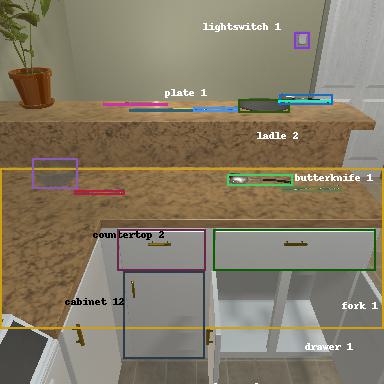 lightswitch 1
plate 1
ladle 2
butterknife 1
countertop 2
cabinet 12
fork 1
drawer 1